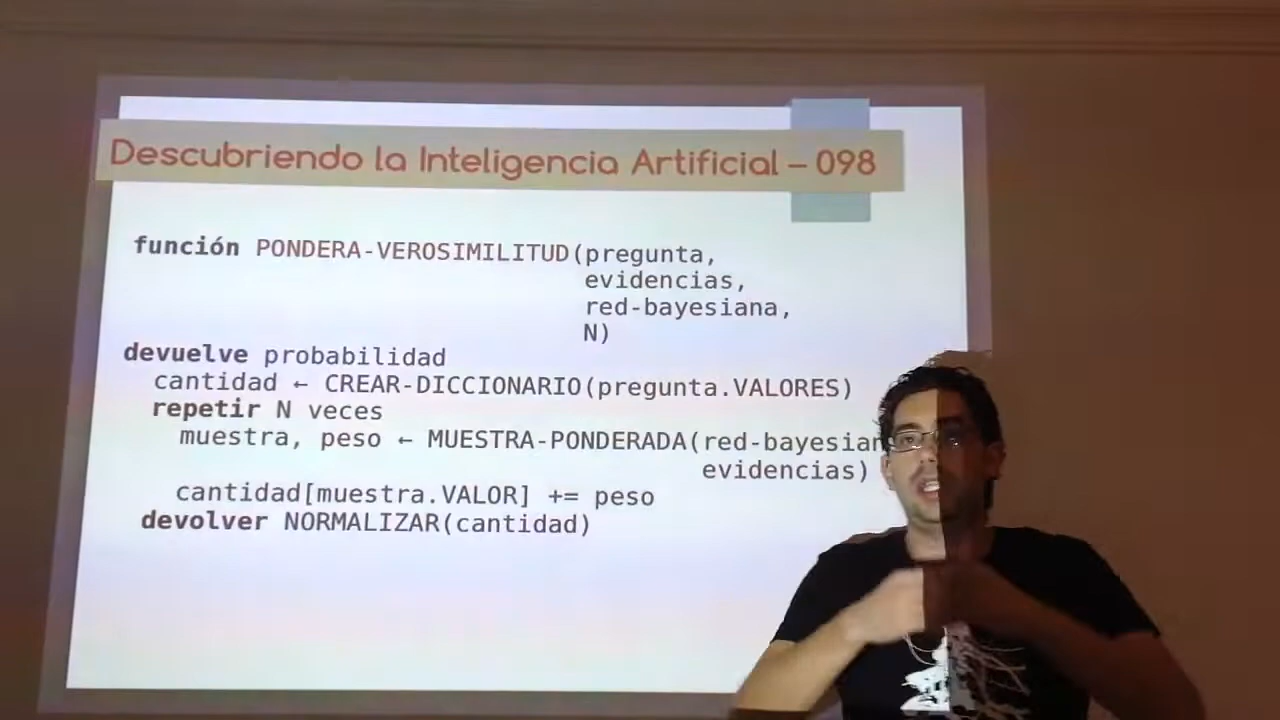 Descubriendo la Inteligencia Artificial – 098
función PONDERA-VEROSIMILITUD(pregunta,
evidencias,
red-bayesiana,
N)
devuelve probabilidad
cantidad ← CREAR-DICCIONARIO(pregunta.VALORES)
repetir N veces
muestra, peso ← MUESTRA-PONDERADA(red-bayesian
evidencias)
cantidad[muestra.VALOR] += peso
devolver NORMALIZAR(cantidad)